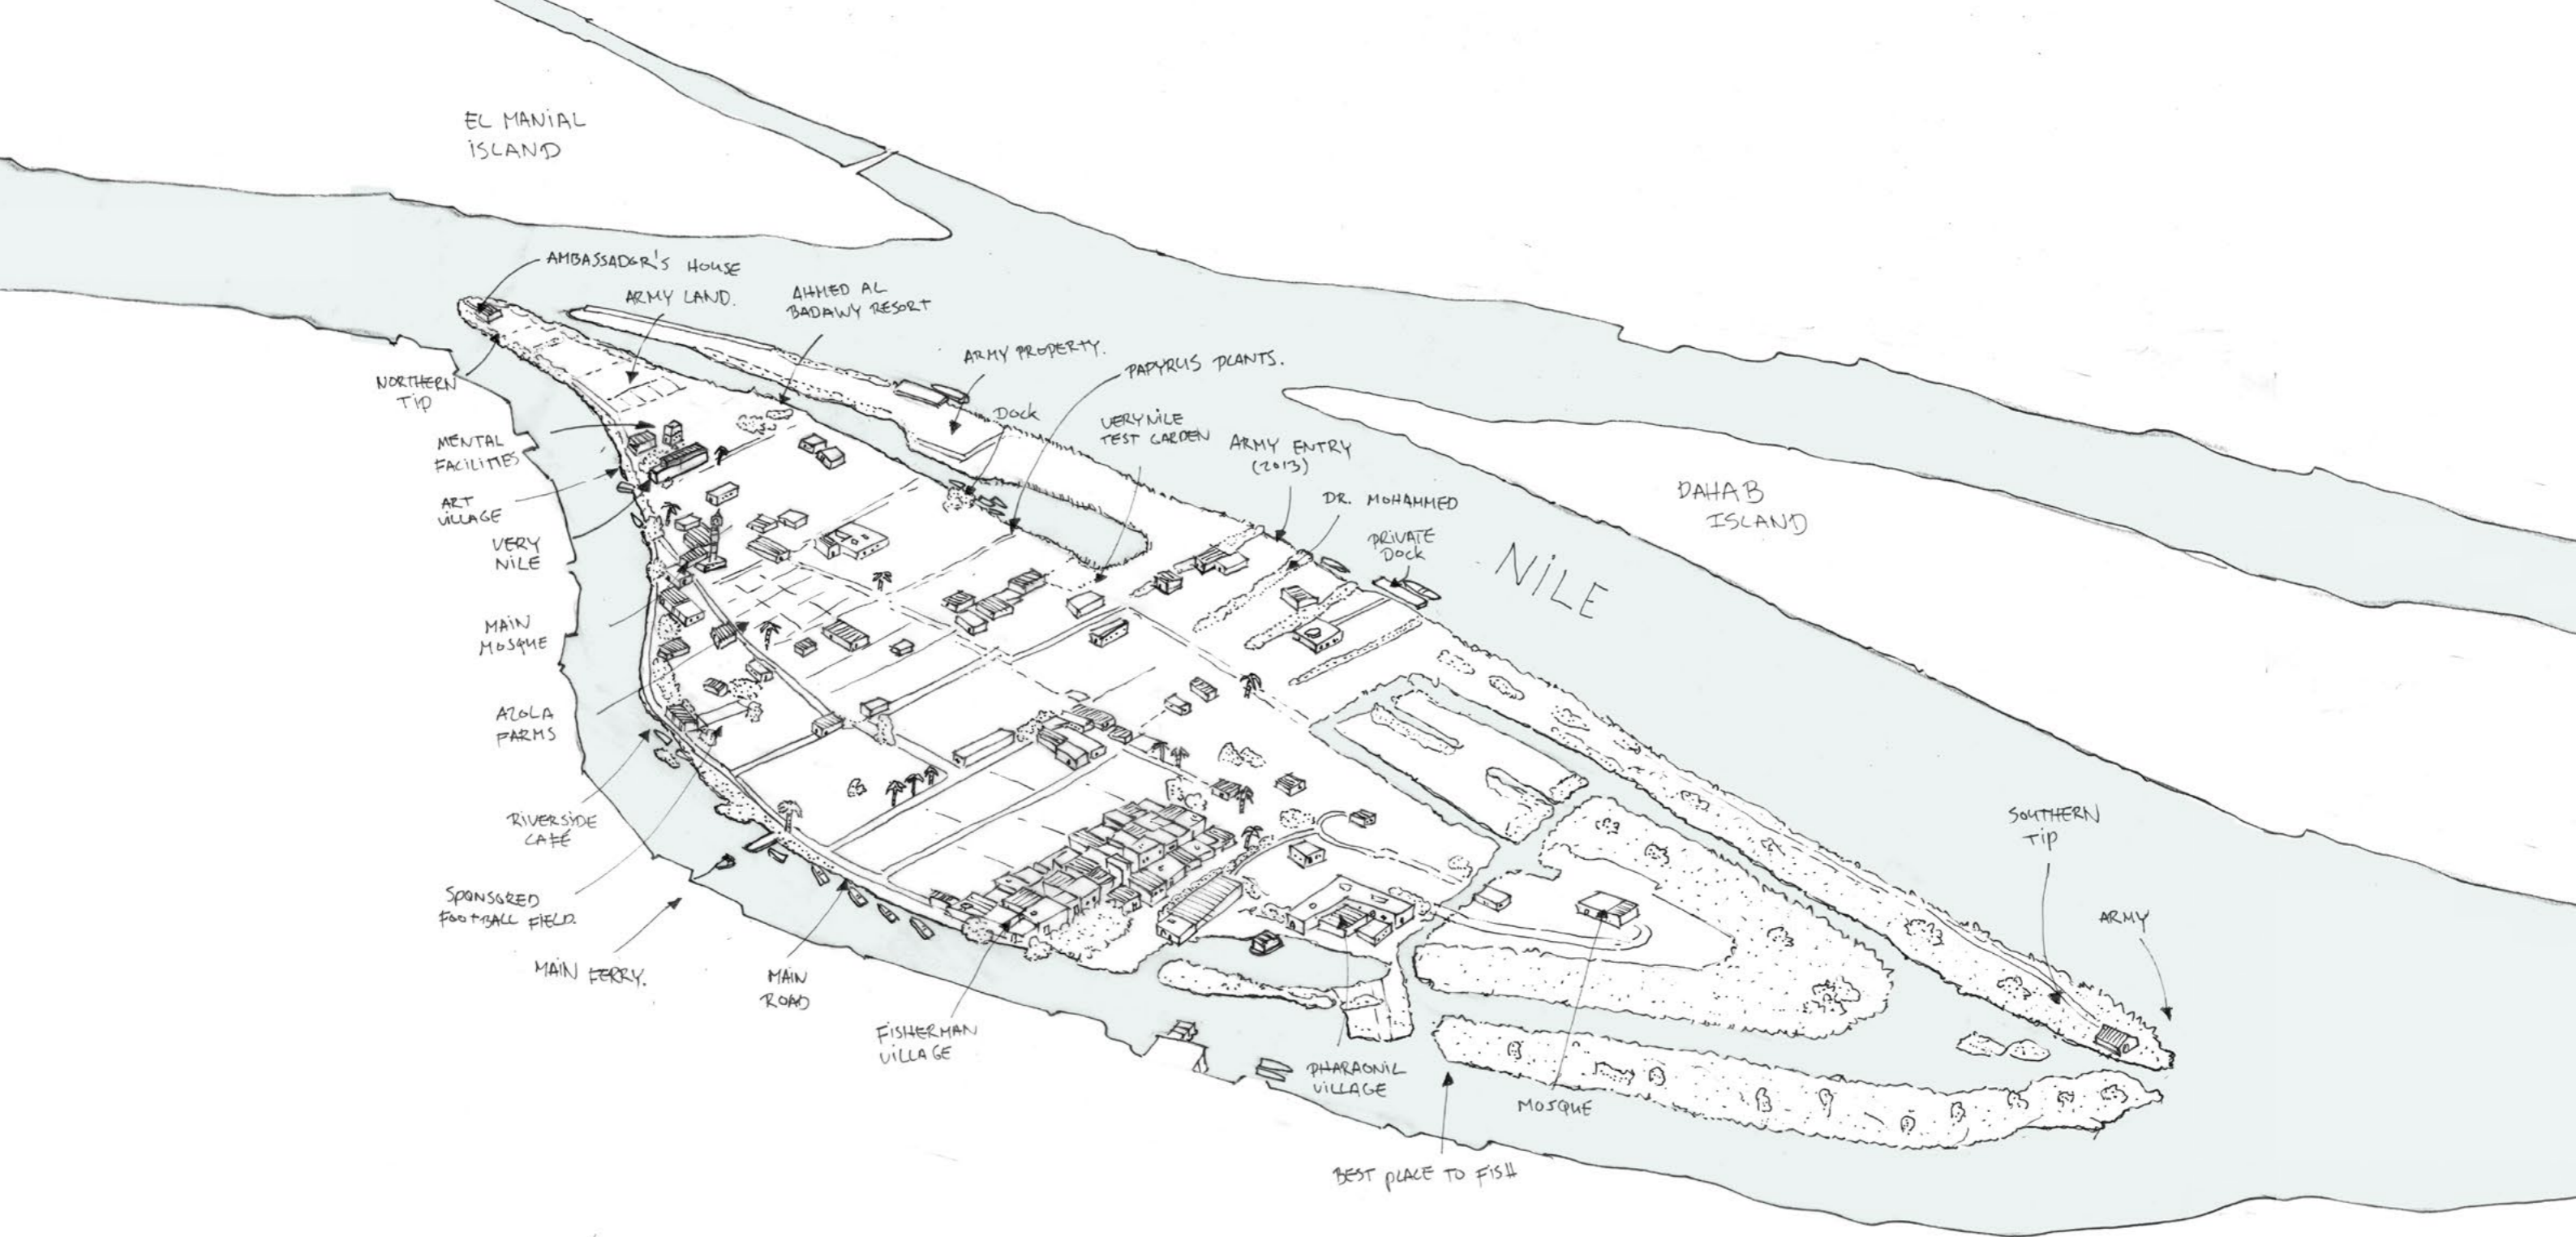 EL MANIAL
ISLAND
AMBASSADOR'S HOUSE
ARMY LAND.
AHMED AL
BADAWY RESORT
ARMY PROPERTY.
PAPYRUS PLANTS.
NORTHERN
TIP
DOCK
VERYNILE
TEST GARDEN
ARMY ENTRY
(2013)
MENTAL
FACILITIES
DR. MOHAMMED
PRIVATE
DOCK
DAHAB
ISLAND
NILE
ART
VILLAGE
VERY
NILE
MAIN
MOSQUE
AZOLA
FARMS
RIVERSIDE
CAFÉ
SOUTHERN
TIP
SPONSORED
FOOTBALL FIELD.
ARMY
MAIN FERRY.
MAIN
ROAD
FISHERMAN
VILLAGE
PHARAONIL
VILLAGE
MOSQUE
BEST PLACE TO FISH